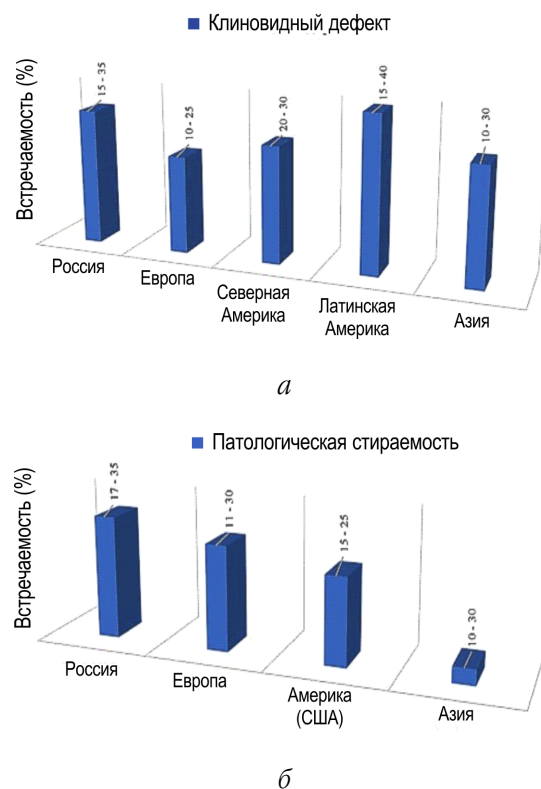 Клиновидный дефект
Встречаемость (%)
15 - 35
10 - 25
20 - 30
15 - 40
10 - 30
Россия
Европа
Северная
Америка
Латинская
Америка
Азия
а
Патологическая стираемость
Встречаемость (%)
17 - 35
11 - 30
15 - 25
10 - 30
Россия
Европа
Америка
(США)
Азия
б